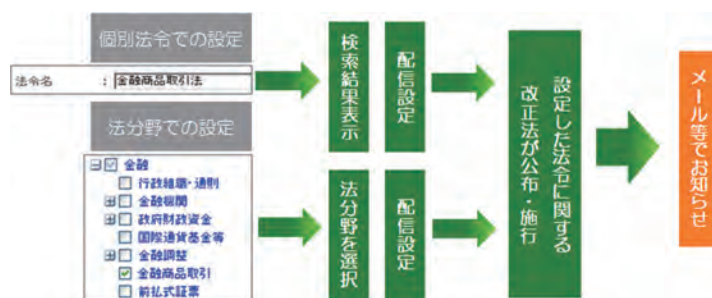 個別法令での設定
法令名 : 金融商品取引法
検索結果表示
配信設定
法分野での設定
金融
行政組織・通則
金融機関
政府財政資金
国際通貨基金等
金融調整
金融商品取引
前払式証票
法分野を選択
配信設定
設定した法令に関する
改正法が公布・施行
メール等でお知らせ